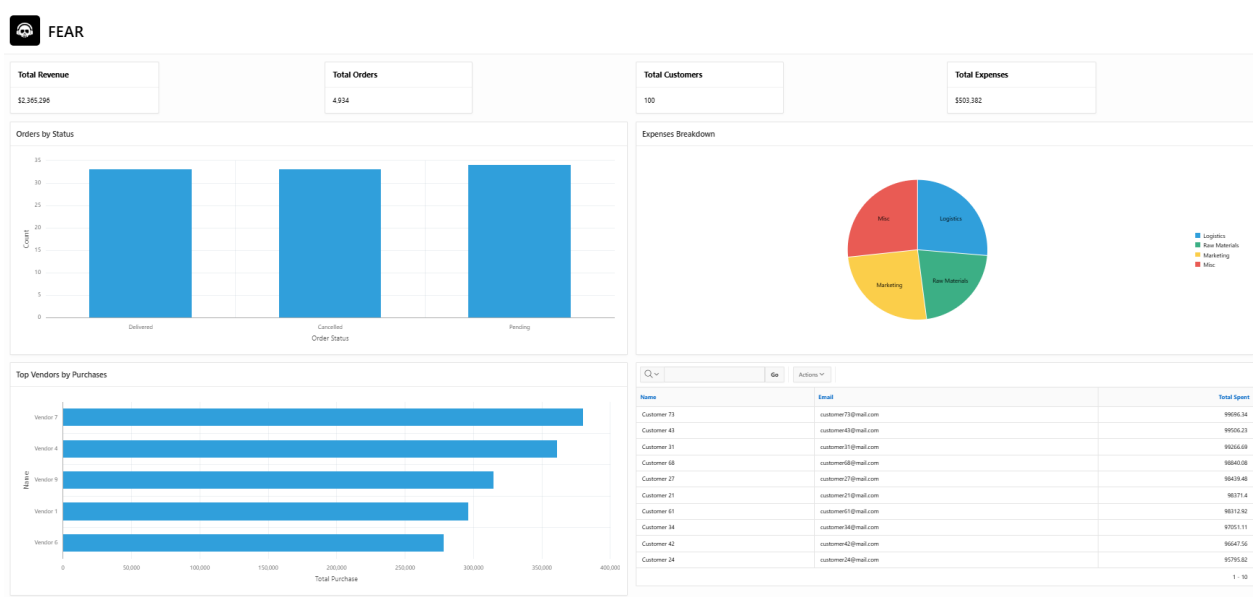 FEAR
Total Revenue
$2,365,296
Total Orders
4,934
Total Customers
100
Total Expenses
$503,382
Orders by Status
35
30
25
20
15
10
5
0
Count
Delivered
Cancelled
Pending
Order Status
Expenses Breakdown
Misc
Logistics
Marketing
Raw Materials
Logistics
Raw Materials
Marketing
Misc
Top Vendors by Purchases
Name
Vendor 7
Vendor 4
Vendor 9
Vendor 1
Vendor 6
0 50,000 100,000 150,000 200,000 250,000 300,000 350,000 400,000
Total Purchase
Go Actions
Name Email Total Spent
Customer 73 customer73@mail.com 99696.34
Customer 43 customer43@mail.com 99506.23
Customer 31 customer31@mail.com 99266.69
Customer 68 customer68@mail.com 98840.08
Customer 27 customer27@mail.com 98439.48
Customer 21 customer21@mail.com 98371.4
Customer 61 customer61@mail.com 98312.92
Customer 34 customer34@mail.com 97051.11
Customer 42 customer42@mail.com 96647.56
Customer 24 customer24@mail.com 95795.82
1 - 10